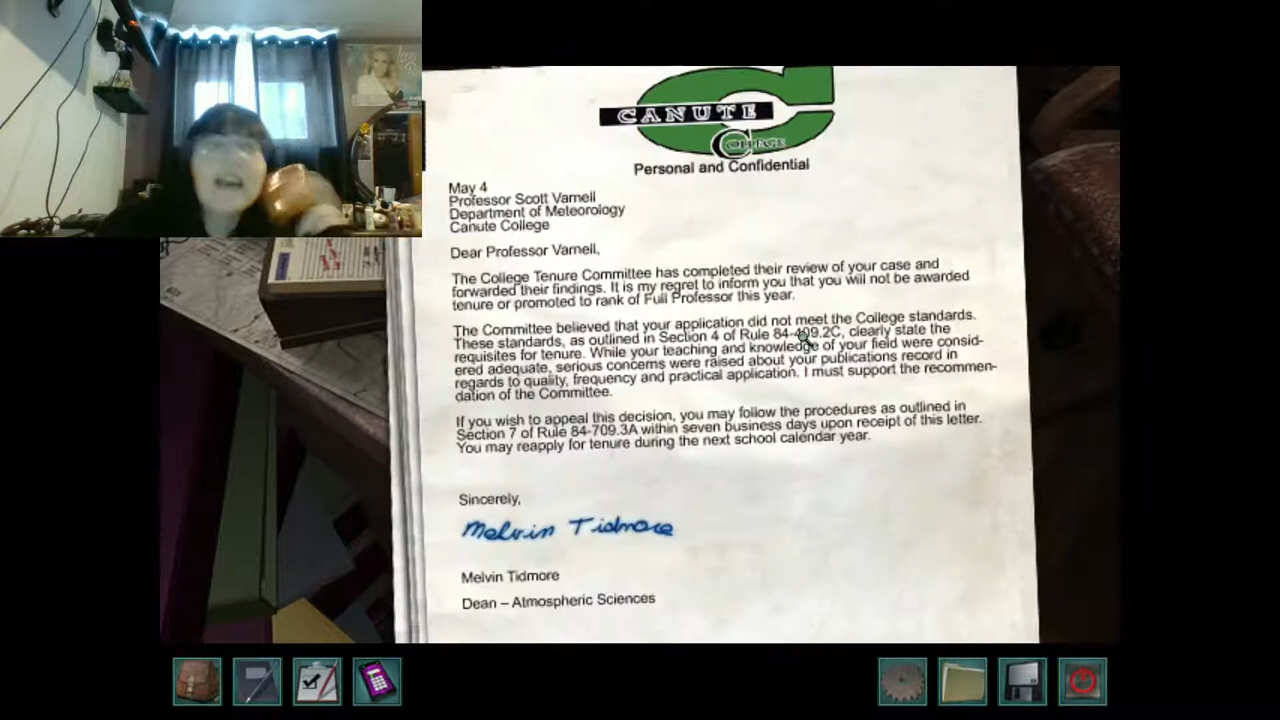 CANUTE
COLLEGE
Personal and Confidential
May 4
Professor Scott Varnell
Department of Meteorology
Canute College
Dear Professor Varnell,
The College Tenure Committee has completed their review of your case and
forwarded their findings. It is my regret to inform you that you will not be awarded
tenure or promoted to rank of Full Professor this year.
The Committee believed that your application did not meet the College standards.
These standards, as outlined in Section 4 of Rule 84-409.2C, clearly state the
requisites for tenure. While your teaching and knowledge of your field were consid-
ered adequate, serious concerns were raised about your publications record in
regards to quality, frequency and practical application. I must support the recommen-
dation of the Committee.
If you wish to appeal this decision, you may follow the procedures as outlined in
Section 7 of Rule 84-709.3A within seven business days upon receipt of this letter.
You may reapply for tenure during the next school calendar year.
Sincerely,
Melvin Tidmore
Melvin Tidmore
Dean – Atmospheric Sciences